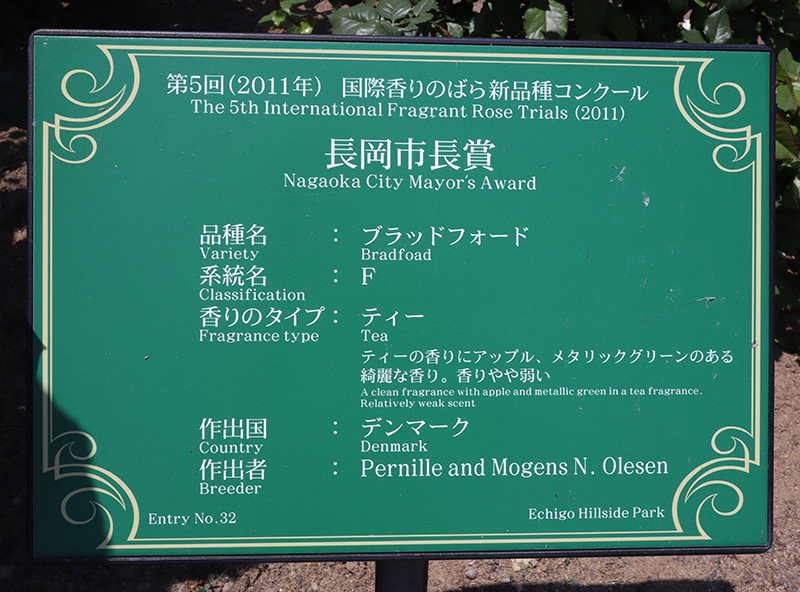 第5回(2011年) 国際香りのばら新品種コンクール
The 5th International Fragrant Rose Trials (2011)
長岡市長賞
Nagaoka City Mayor's Award
品種名 : ブラッドフォード
Variety Bradfoad
系統名 : F
Classification
香りのタイプ : ティー
Fragrance type Tea
ティーの香りにアップル、メタリックグリーンのある
綺麗な香り。香りやや弱い
A clean fragrance with apple and metallic green in a tea fragrance.
Relatively weak scent
作出国 : デンマーク
Country Denmark
作出者 : Pernille and Mogens N. Olesen
Breeder
Entry No.32 Echigo Hillside Park